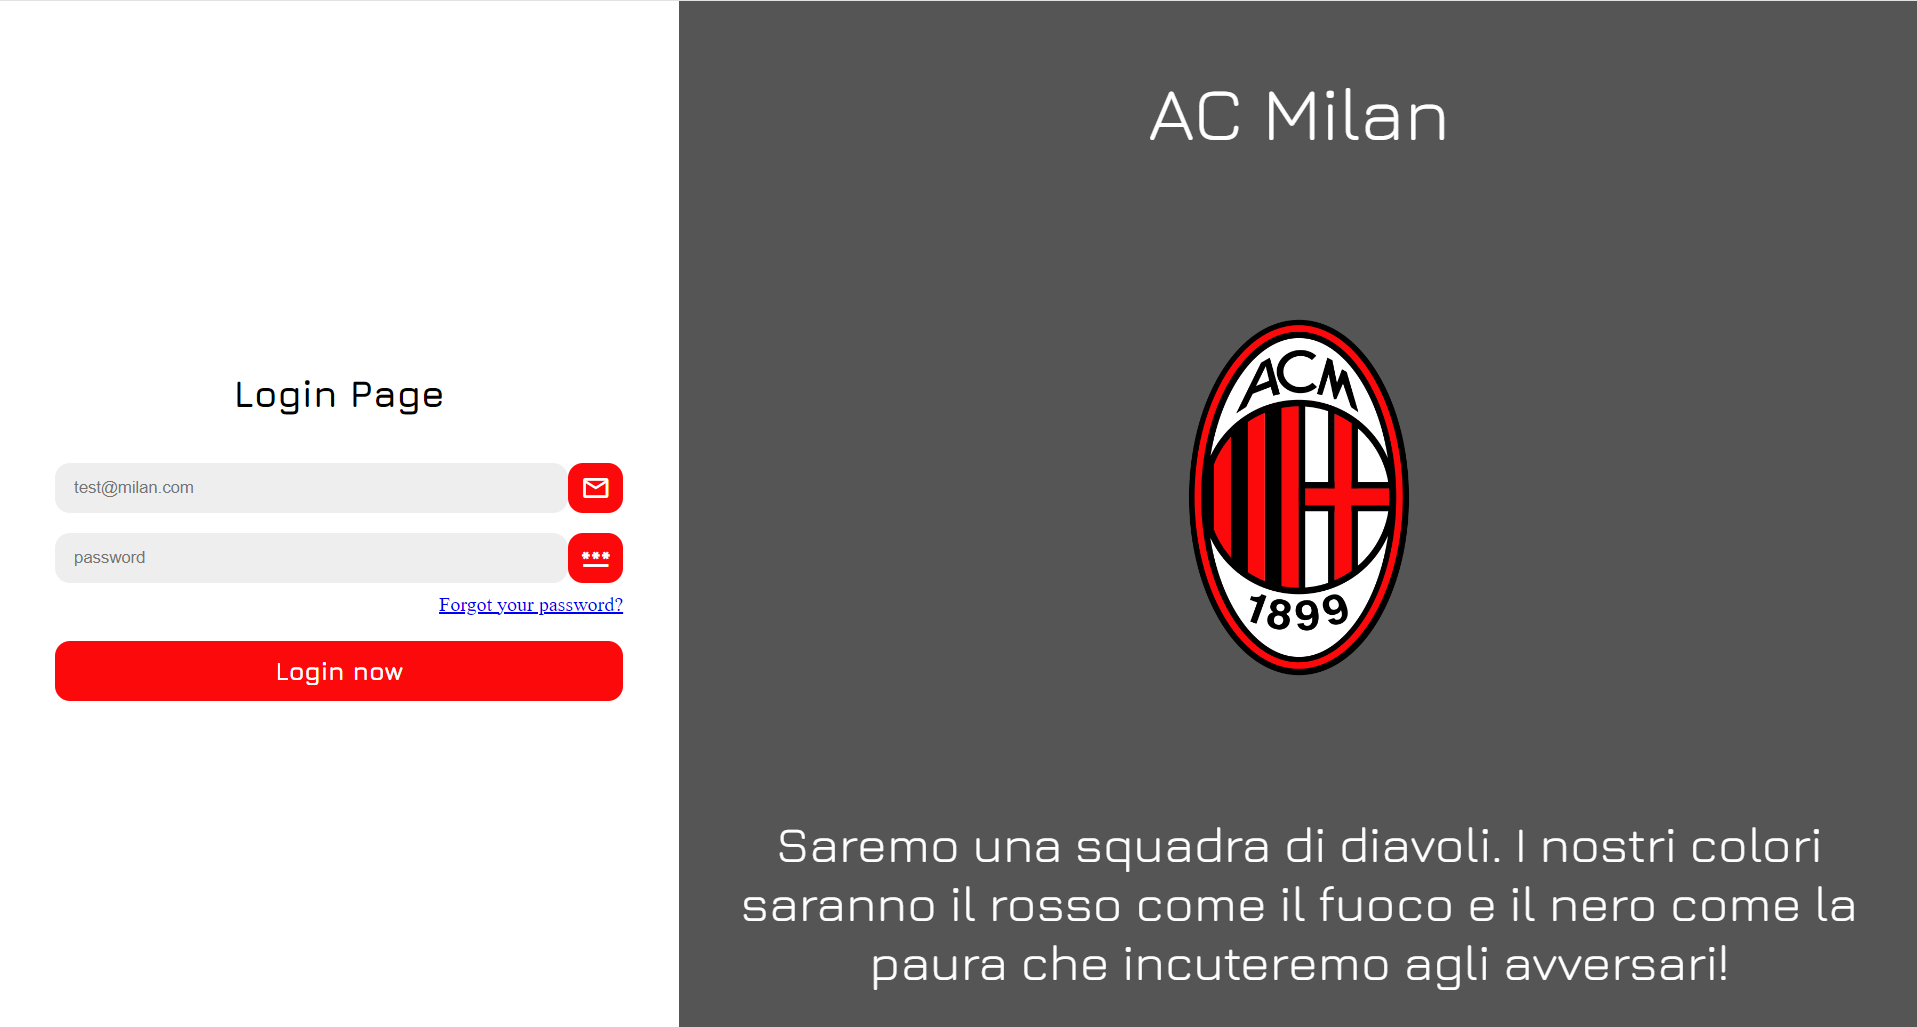 Login Page
test@milan.com
password
***
Forgot your password?
Login now
AC Milan
ACM
1899
Saremo una squadra di diavoli. I nostri colori
saranno il rosso come il fuoco e il nero come la
paura che incuteremo agli avversari!